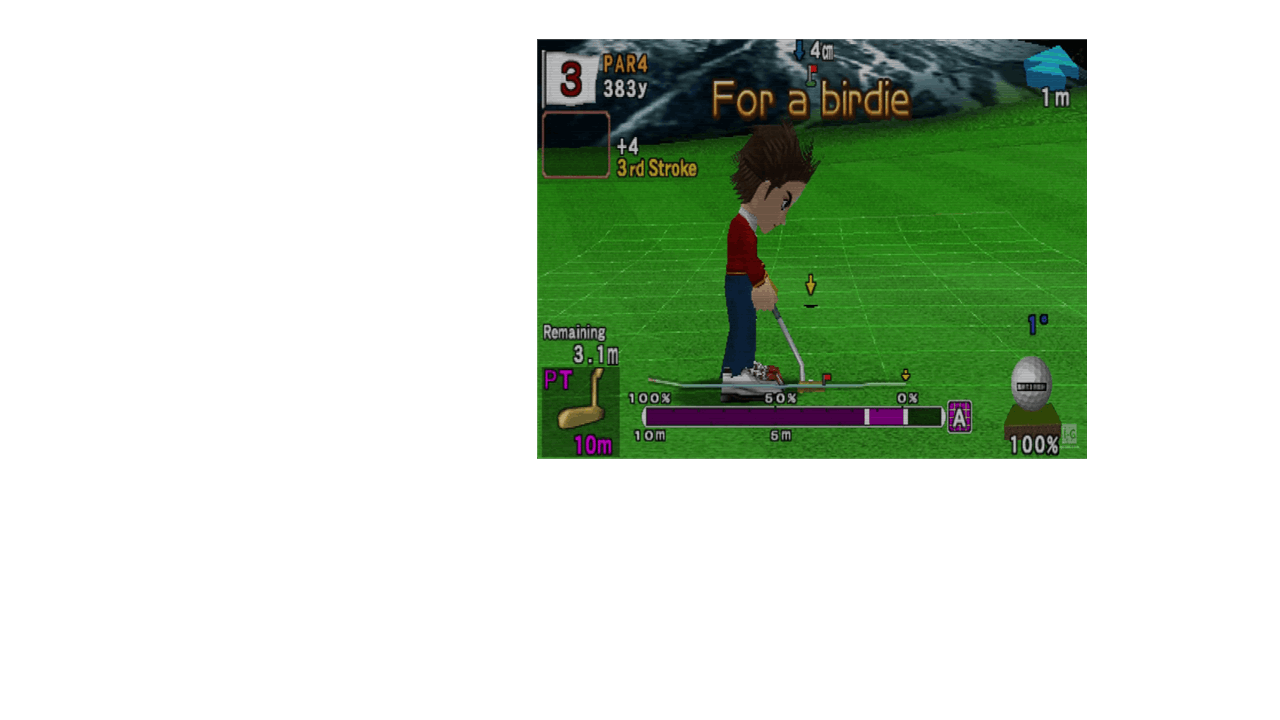 3
PAR4
383y
4cm
For a birdie
1m
+4
3rd Stroke
1°
Remaining
3.1m
PT
10m
100%
50%
0%
A
10m
5m
100%